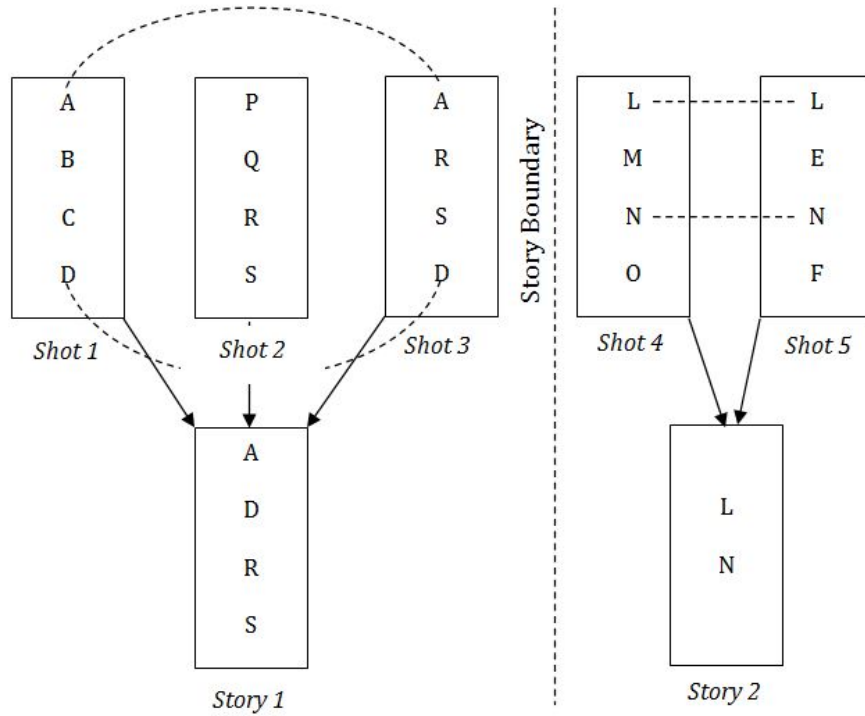 A
B
C
D
Shot 1
P
Q
R
S
Shot 2
A
R
S
D
Shot 3
Story Boundary
L
M
N
O
Shot 4
L
E
N
F
Shot 5
A
D
R
S
Story 1
L
N
Story 2